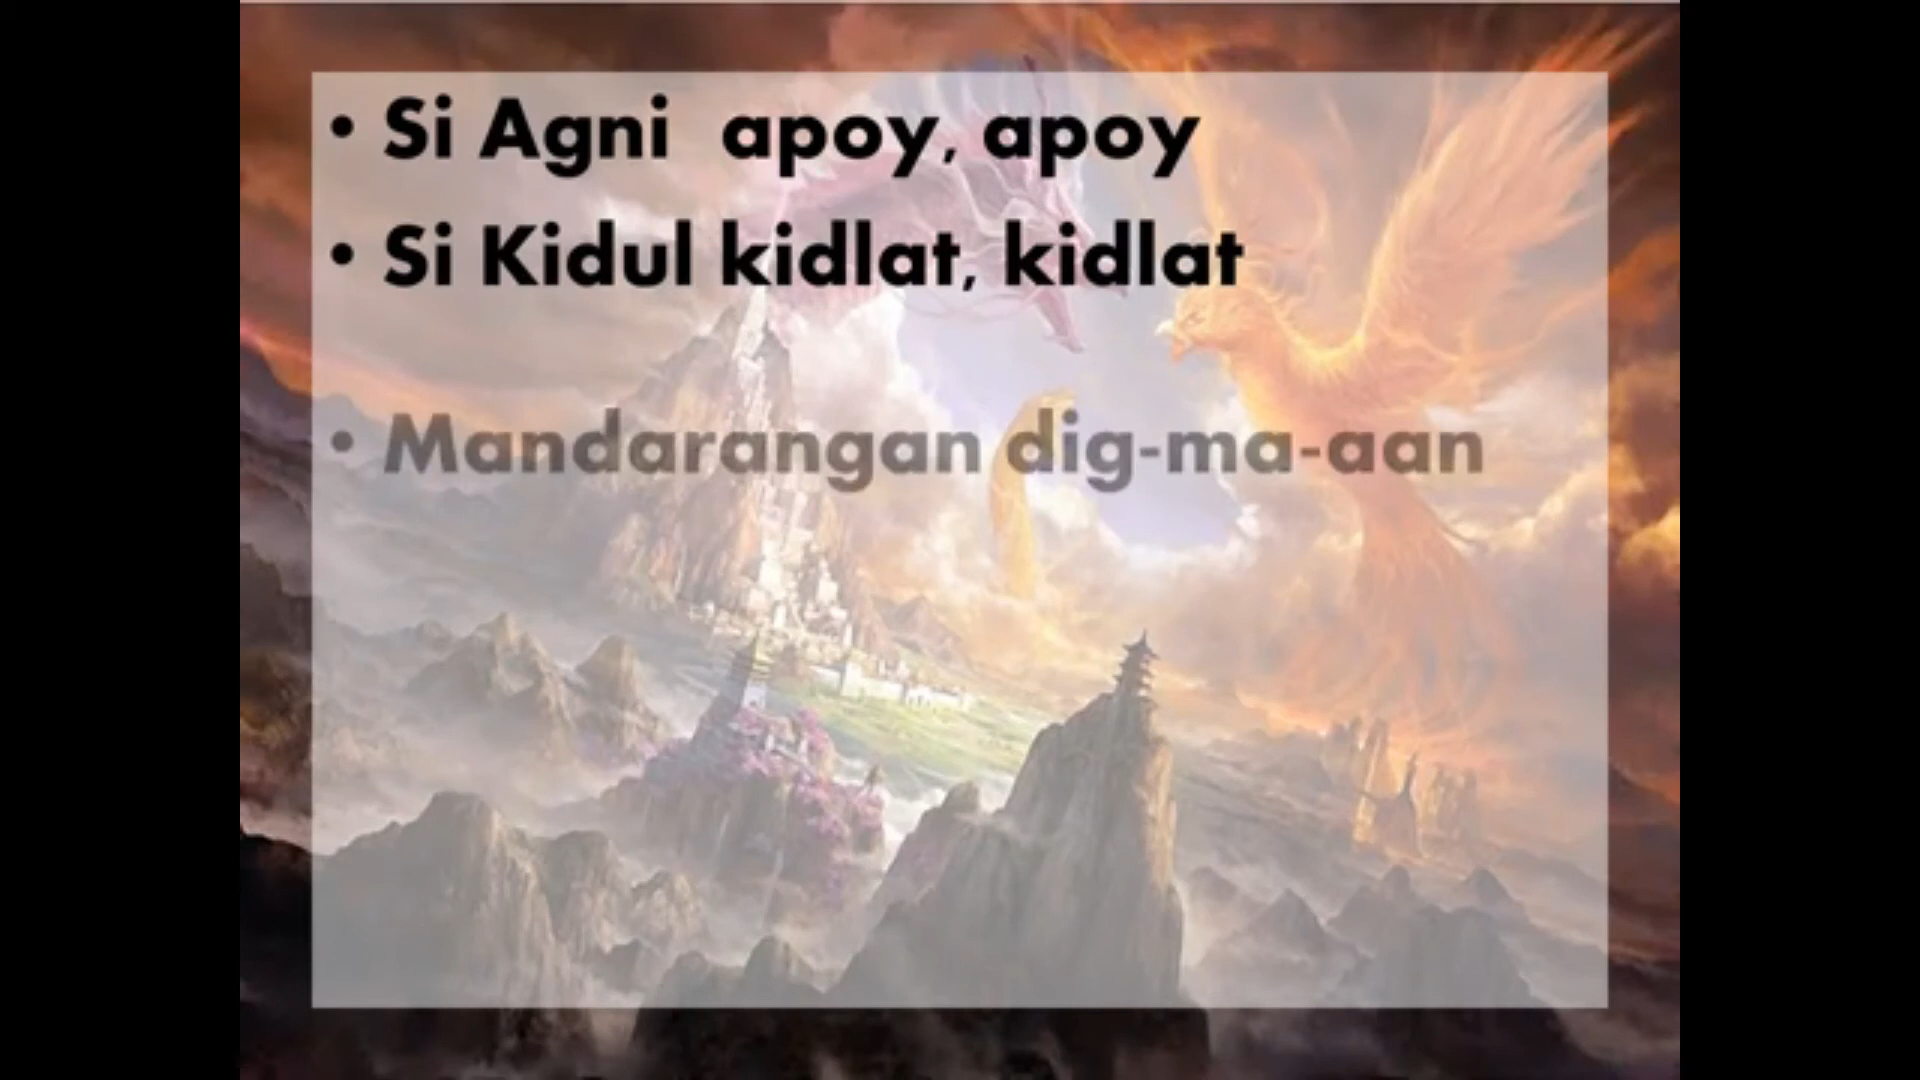 • Si Agni apoy, apoy
• Si Kidul kidlat, kidlat
• Mandarangan dig-ma-aan